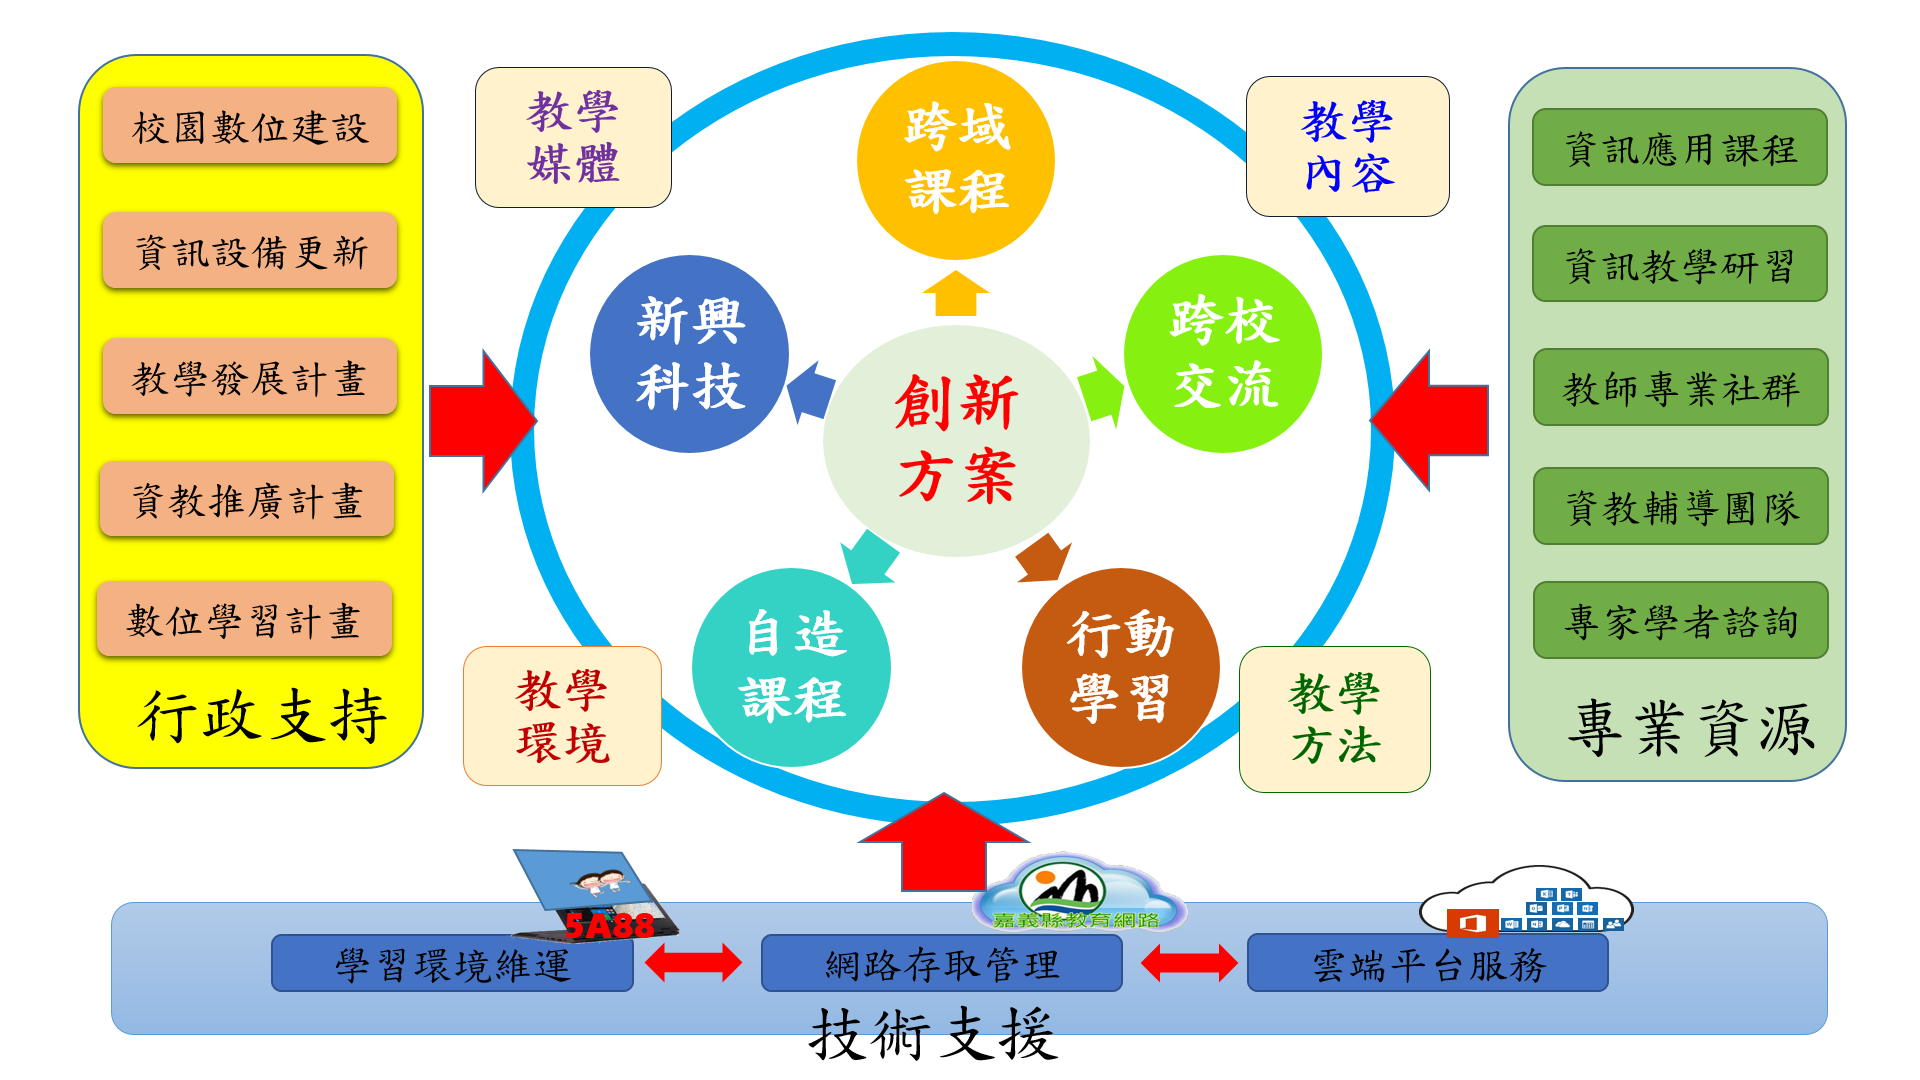 校園數位建設
資訊設備更新
教學發展計畫
資教推廣計畫
數位學習計畫
行政支持
教學
媒體
教學
內容
教學
環境
教學
方法
跨域
課程
新興
科技
跨校
交流
創新
方案
自造
課程
行動
學習
資訊應用課程
資訊教學研習
教師專業社群
資教輔導團隊
專家學者諮詢
專業資源
5A88
嘉義縣教育網路
學習環境維運
網路存取管理
雲端平台服務
技術支援